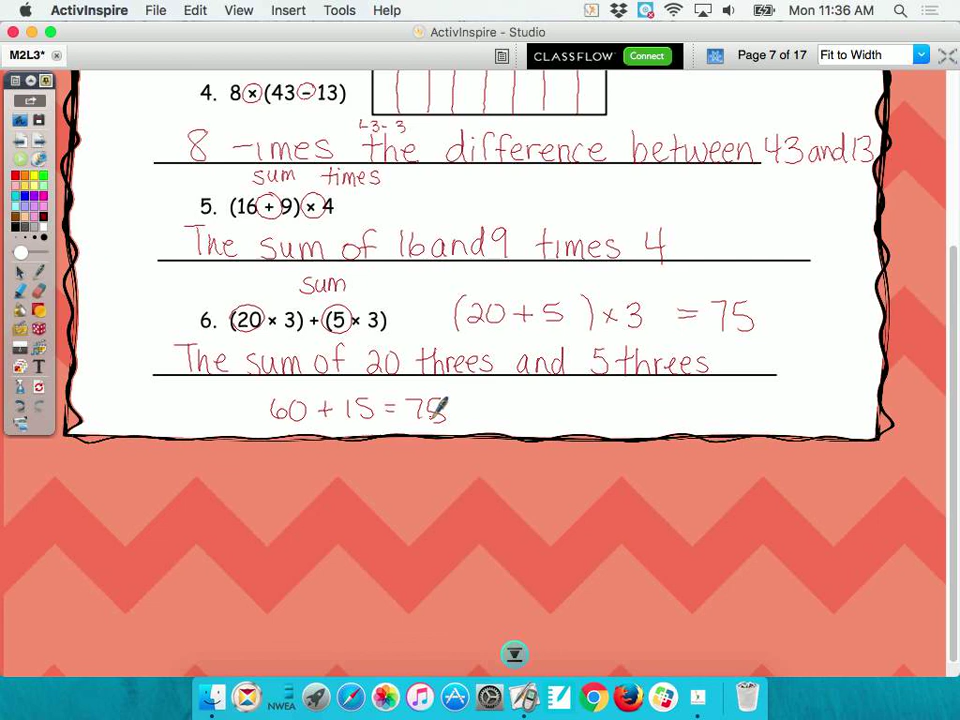 ActivInspire File Edit View Insert Tools Help Mon 11:36 AM
ActivInspire - Studio
M2L3* CLASSFLOW Connect Page 7 of 17 Fit to Width
4. 8 × (43 - 13)
8 times the difference between 43 and 13
sum times
5. (16 + 9) × 4
The sum of 16 and 9 times 4
sum
6. (20 × 3) + (5 × 3) (20 + 5 ) × 3 = 75
The sum of 20 threes and 5 threes
60 + 15 = 75
T
NWEA